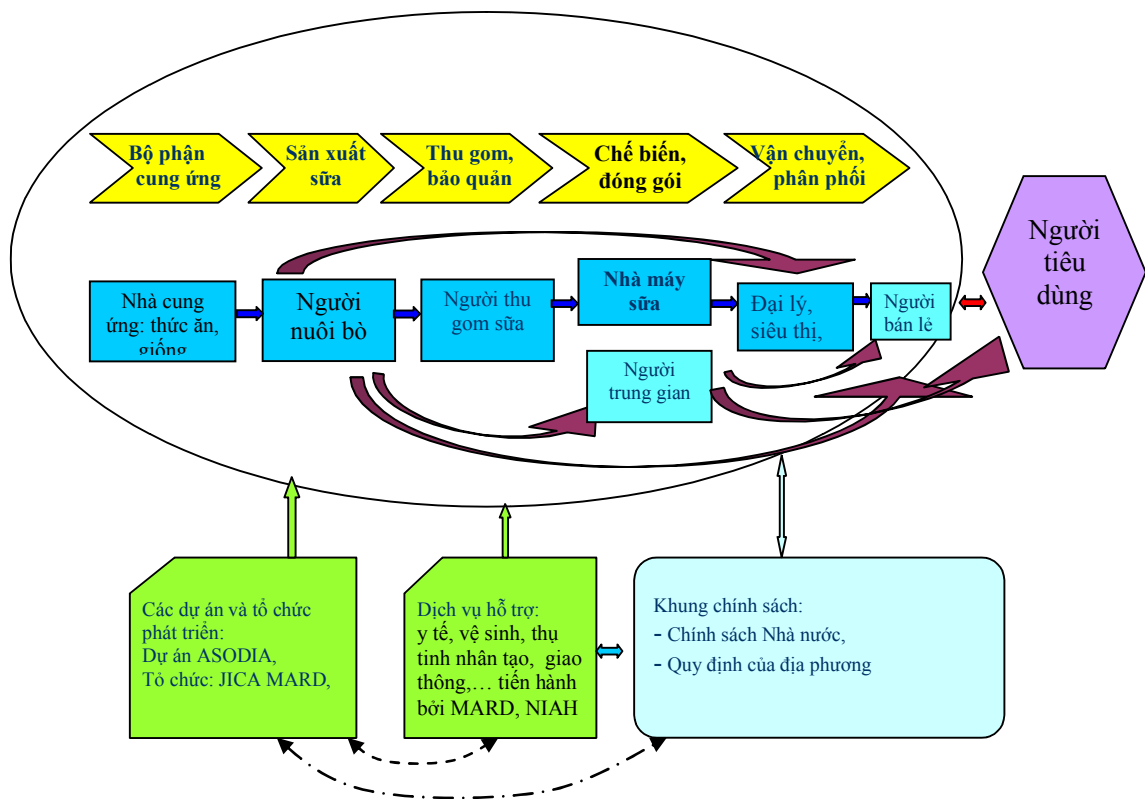 Bộ phận
cung ứng
Sản xuất
sữa
Thu gom,
bảo quản
Chế biến,
đóng gói
Vận chuyển,
phân phối
Người
tiêu
dùng
Nhà cung
ứng: thức ăn,
giống
Người
nuôi bò
Người thu
gom sữa
Nhà máy
sữa
Đại lý,
siêu thị,
Người
bán lẻ
Người
trung gian
Các dự án và tổ chức
phát triển:
Dự án ASODIA,
Tỏ chức: JICA MARD,
Dịch vụ hỗ trợ:
y tế, vệ sinh, thụ
tinh nhân tạo, giao
thông,… tiến hành
bởi MARD, NIAH
Khung chính sách:
- Chính sách Nhà nước,
- Quy định của địa phương